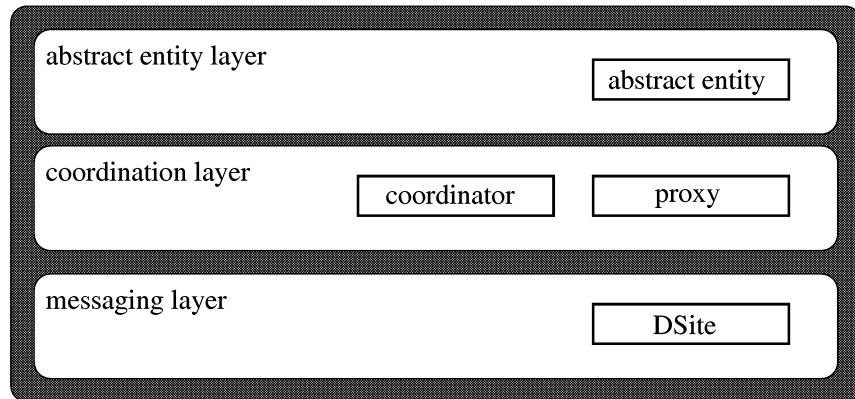 abstract entity layer
abstract entity
coordination layer
coordinator
proxy
messaging layer
DSite